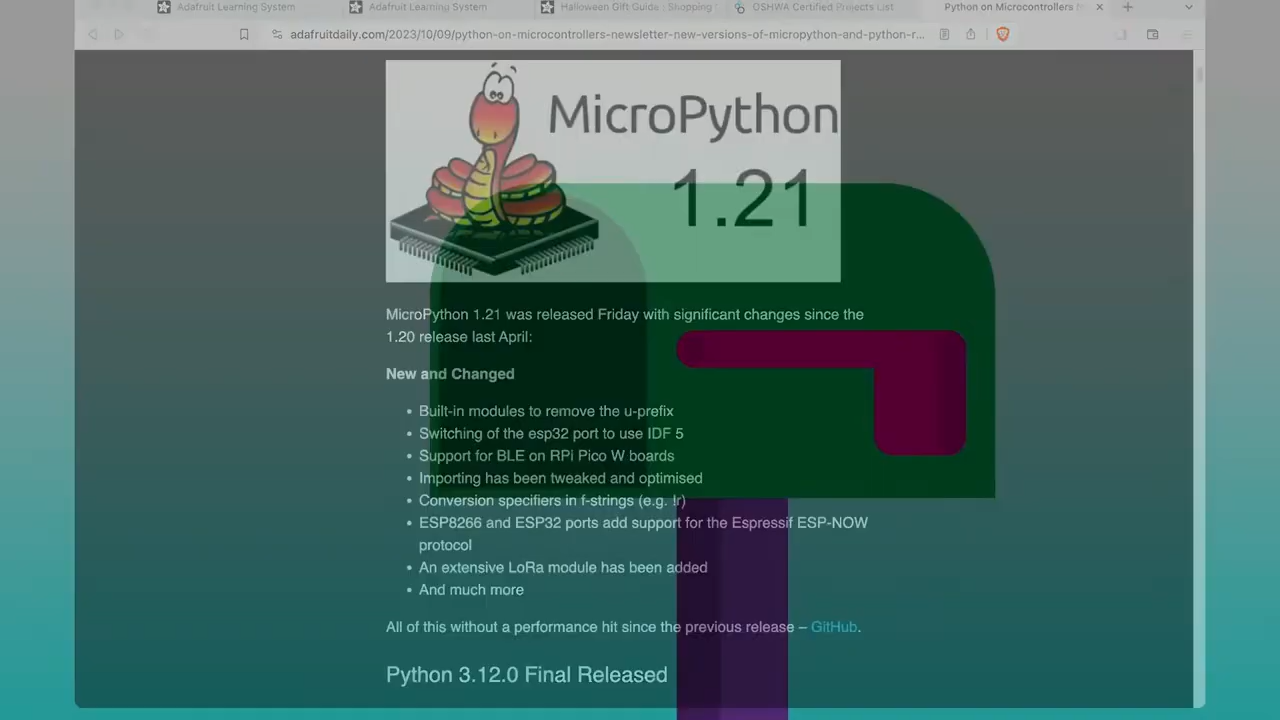 Adafruit Learning System
Adafruit Learning System
Halloween Gift Guide | Shopping
OSHWA Certified Projects List
Python on Microcontrollers
adafruitdaily.com/2023/10/09/python-on-microcontrollers-newsletter-new-versions-of-micropython-and-python-r...
MicroPython
1.21
MicroPython 1.21 was released Friday with significant changes since the
1.20 release last April:
New and Changed
• Built-in modules to remove the u-prefix
• Switching of the esp32 port to use IDF 5
• Support for BLE on RPi Pico W boards
• Importing has been tweaked and optimised
• Conversion specifiers in f-strings (e.g. !r)
• ESP8266 and ESP32 ports add support for the Espressif ESP-NOW
protocol
• An extensive LoRa module has been added
• And much more
All of this without a performance hit since the previous release – GitHub.
Python 3.12.0 Final Released